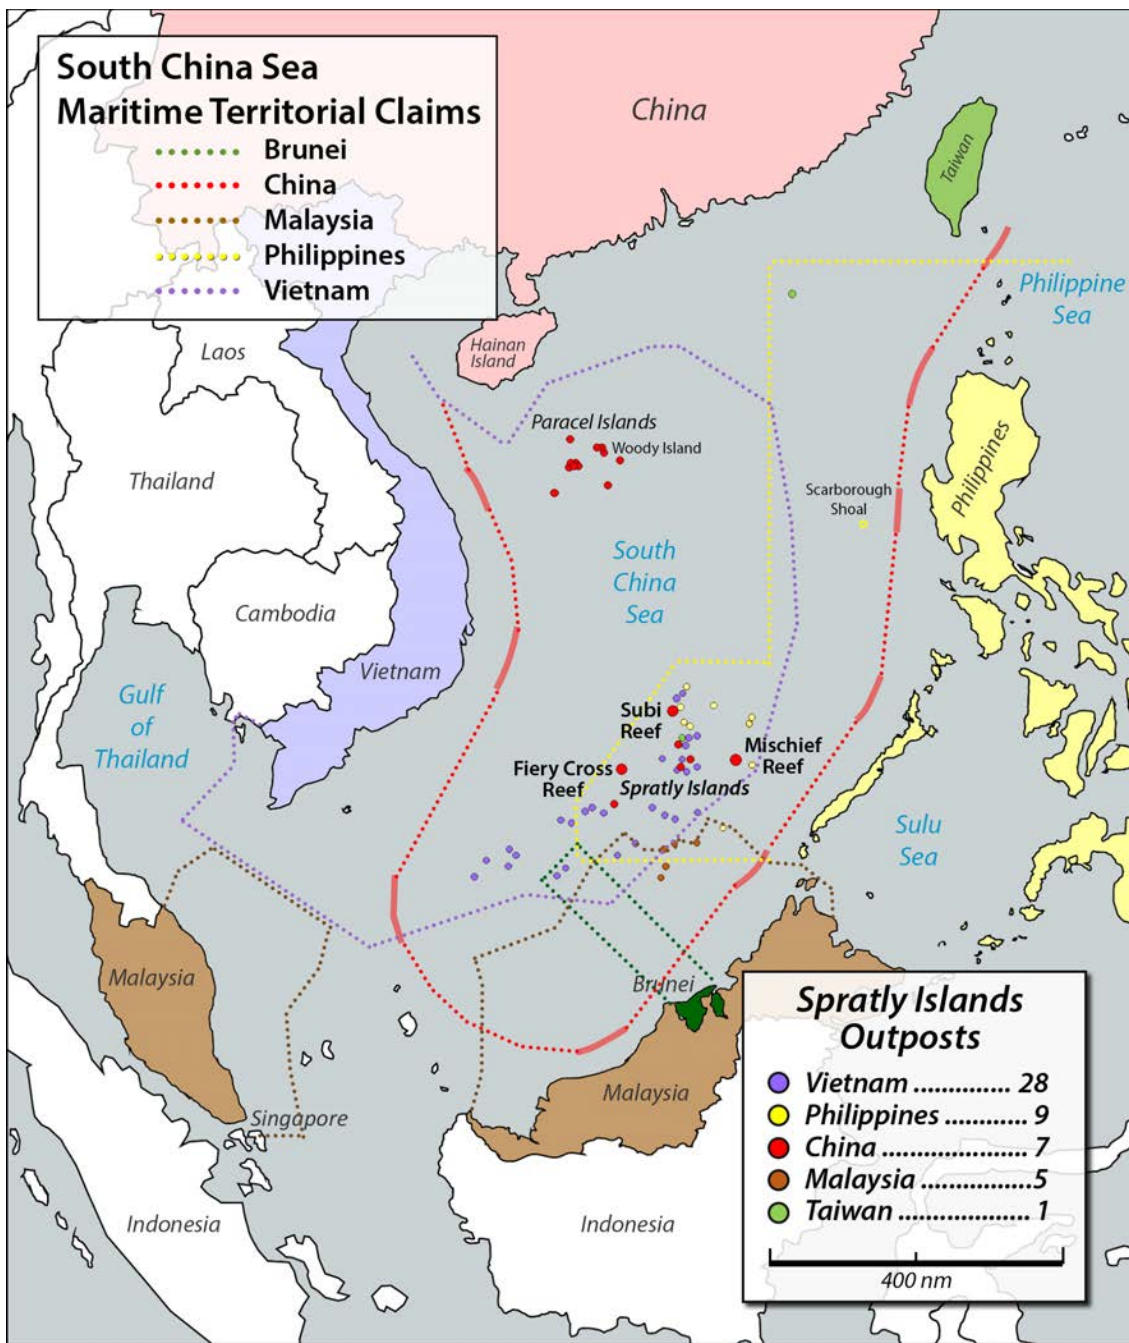 South China Sea
Maritime Territorial Claims
Brunei
China
Malaysia
Philippines
Vietnam
China
Taiwan
Philippine
Sea
Hainan
Island
Laos
Paracel Islands
Woody Island
Thailand
Philippines
Scarborough
Shoal
South
China
Sea
Cambodia
Vietnam
Gulf
of
Thailand
Subi
Reef
Mischief
Reef
Fiery Cross
Reef
Spratly Islands
Sulu
Sea
Malaysia
Brunei
Malaysia
Singapore
Indonesia
Indonesia
Spratly Islands
Outposts
Vietnam .............. 28
Philippines ............ 9
China ..................... 7
Malaysia ..................5
Taiwan ................... 1
400 nm